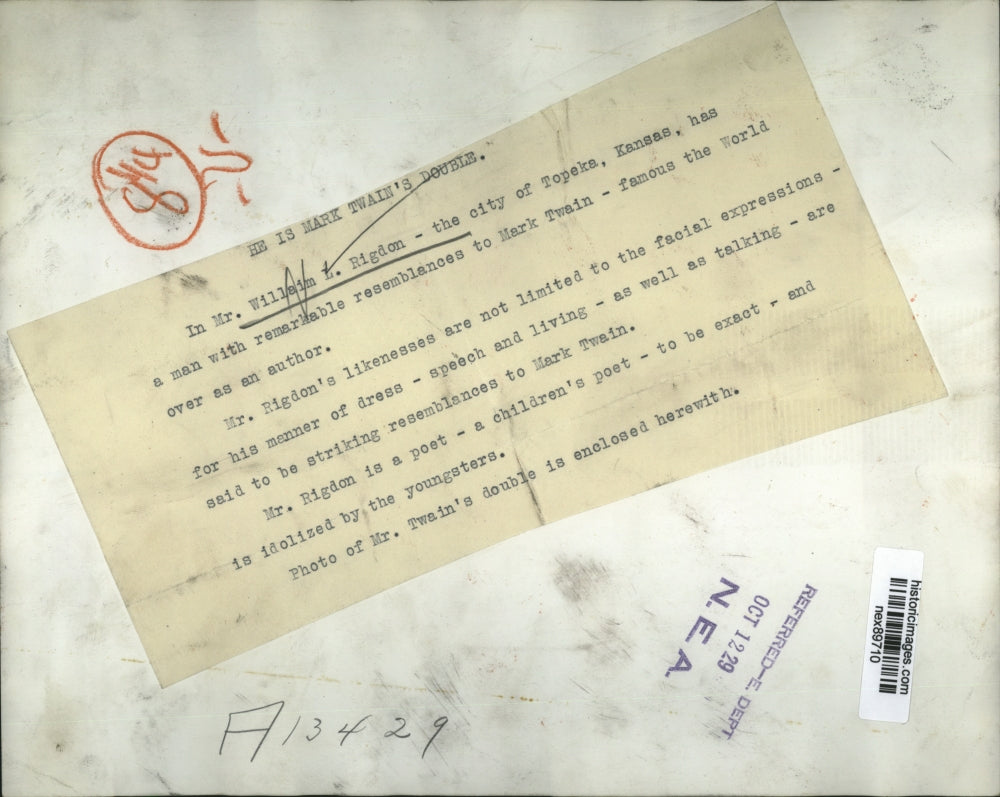 HE IS MARK TWAIN'S DOUBLE.
In Mr. Willaim L. Rigdon - the city of Topeka, Kansas, has
a man with remarkable resemblances to Mark Twain - famous the World
over as an author.
Mr. Rigdon's likenesses are not limited to the facial expressions -
for his manner of dress - speech and living - as well as talking - are
said to be striking resemblances to Mark Twain.
Mr. Rigdon is a poet - a children's poet - to be exact - and
is idolized by the youngsters.
Photo of Mr. Twain's double is enclosed herewith.
REFERRED-E. DEPT
OCT 12 29
N. E. A.
historicimages.com
nex89710
A13429